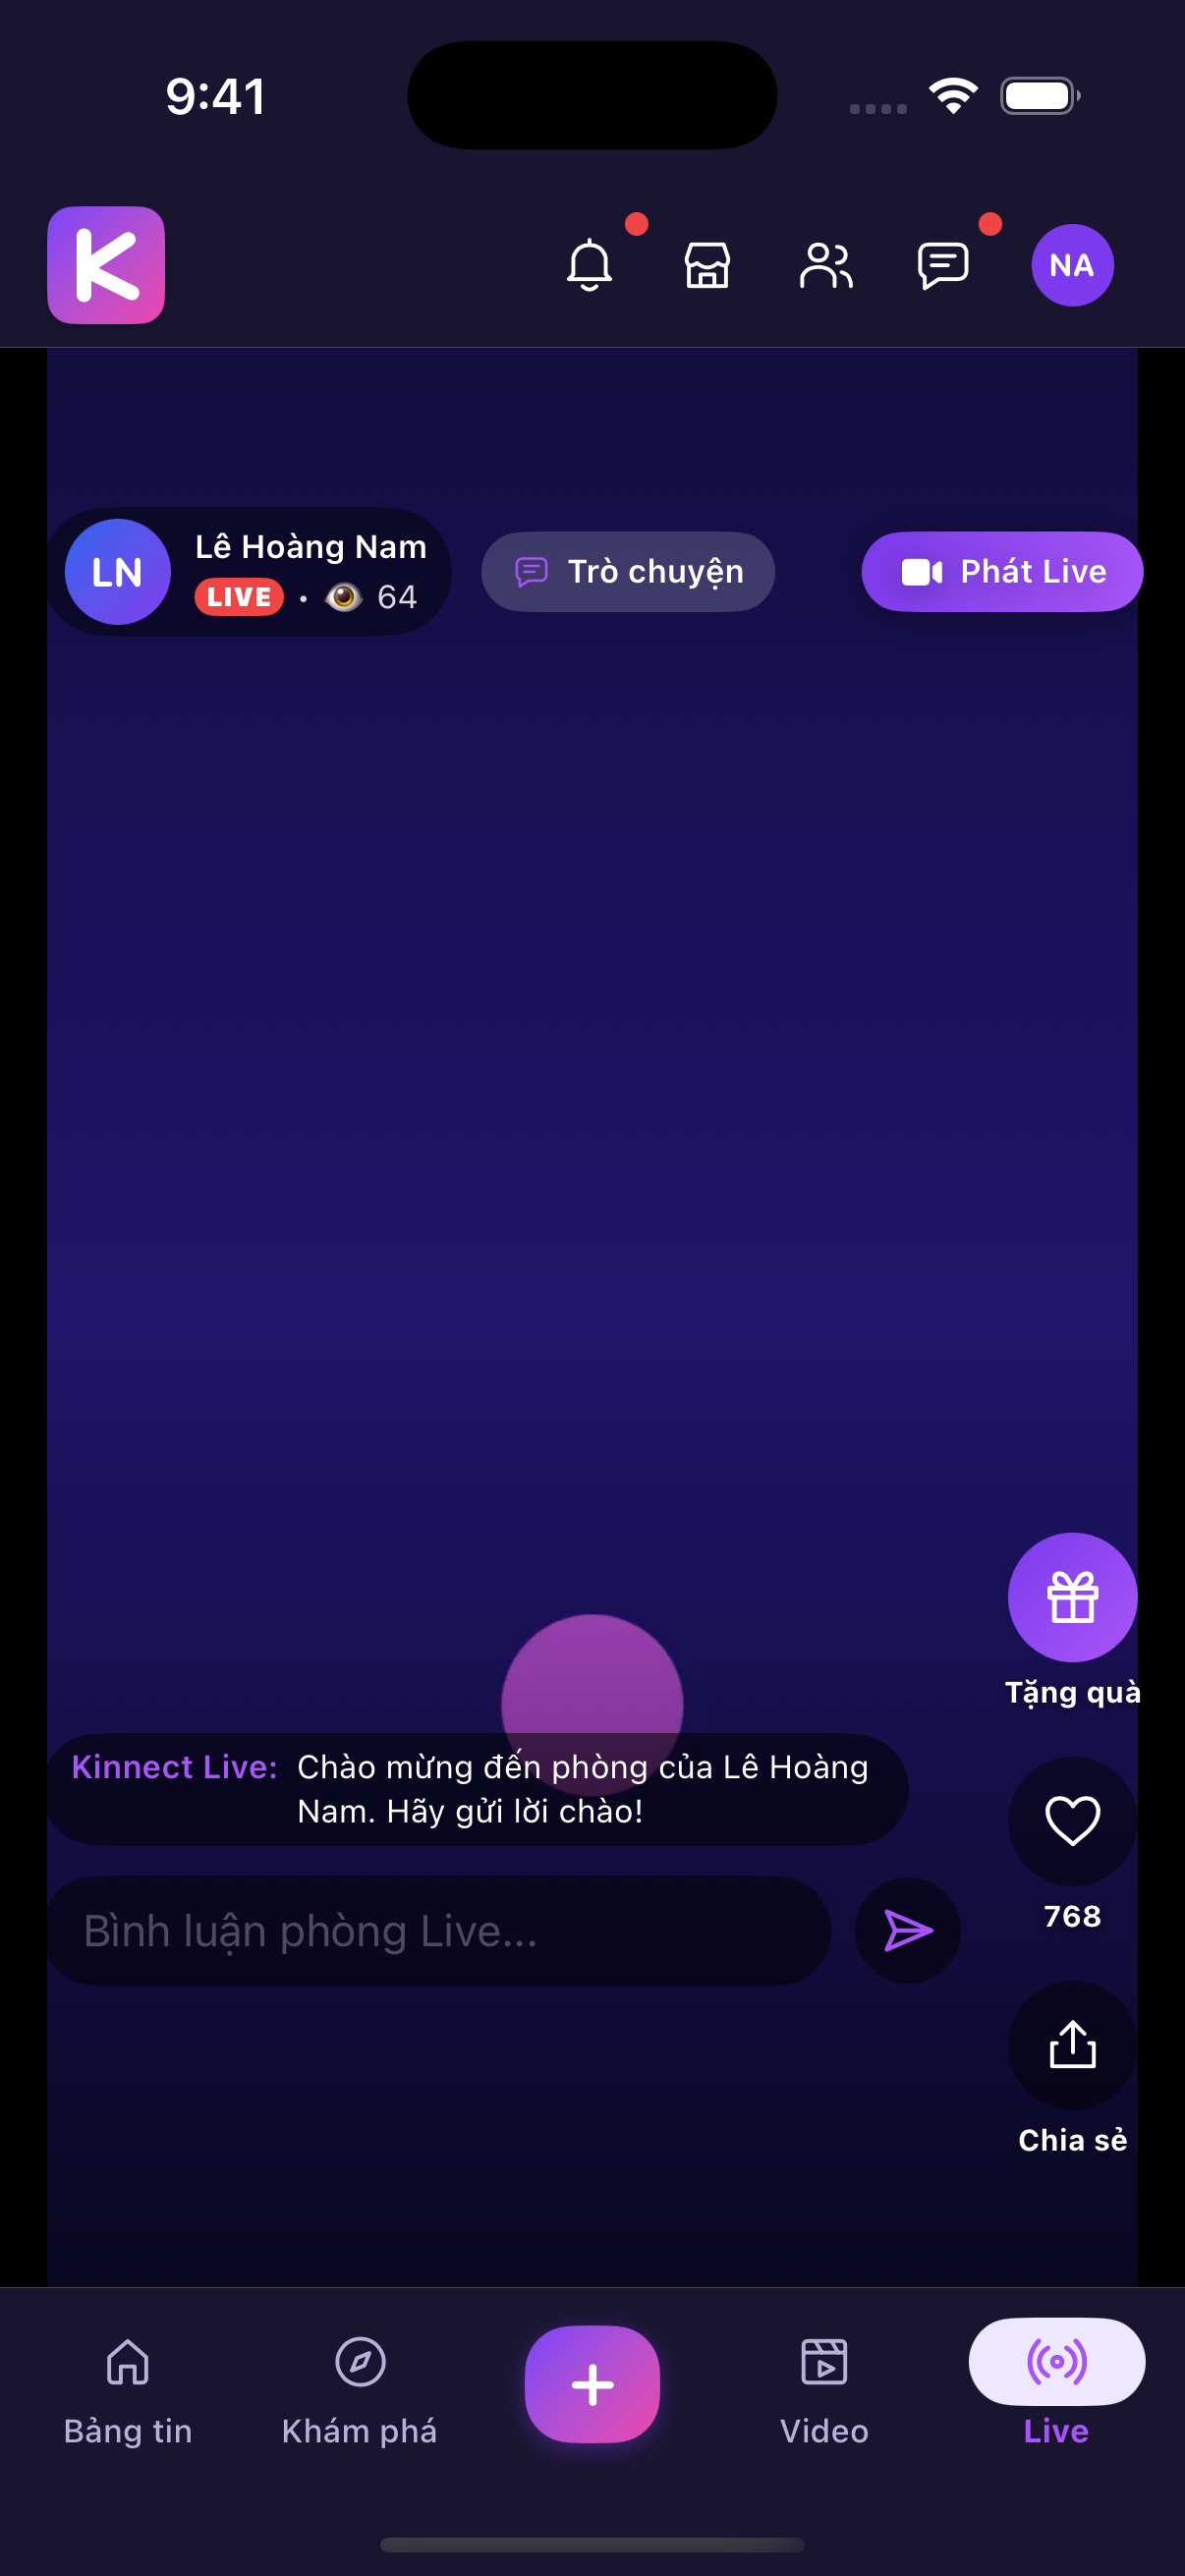 9:41
K
NA
LN
Lê Hoàng Nam
LIVE • 64
Trò chuyện
Phát Live
Tặng quà
Kinnect Live: Chào mừng đến phòng của Lê Hoàng
Nam. Hãy gửi lời chào!
768
Bình luận phòng Live...
Chia sẻ
Bảng tin
Khám phá
Video
Live